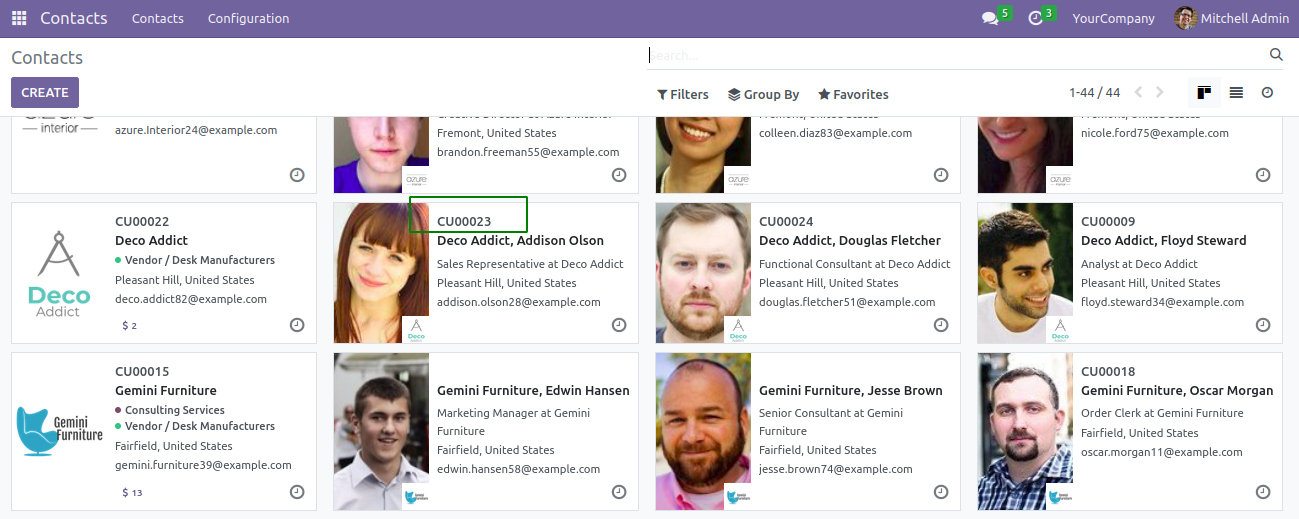 Contacts
Contacts
Configuration
5
3
YourCompany
Mitchell Admin
Contacts
Search...
CREATE
Filters
Group By
Favorites
1-44 / 44
interior
azure.Interior24@example.com
Fremont, United States
brandon.freeman55@example.com
azure
colleen.diaz83@example.com
azure
nicole.ford75@example.com
azure
CU00022
Deco Addict
Vendor / Desk Manufacturers
Pleasant Hill, United States
deco.addict82@example.com
Deco
Addict
$ 2
CU00023
Deco Addict, Addison Olson
Sales Representative at Deco Addict
Pleasant Hill, United States
addison.olson28@example.com
Deco
CU00024
Deco Addict, Douglas Fletcher
Functional Consultant at Deco Addict
Pleasant Hill, United States
douglas.fletcher51@example.com
Deco
CU00009
Deco Addict, Floyd Steward
Analyst at Deco Addict
Pleasant Hill, United States
floyd.steward34@example.com
Deco
CU00015
Gemini Furniture
Consulting Services
Vendor / Desk Manufacturers
Fairfield, United States
gemini.furniture39@example.com
Gemini
Furniture
$ 13
Gemini Furniture, Edwin Hansen
Marketing Manager at Gemini
Furniture
Fairfield, United States
edwin.hansen58@example.com
Gemini Furniture, Jesse Brown
Senior Consultant at Gemini
Furniture
Fairfield, United States
jesse.brown74@example.com
CU00018
Gemini Furniture, Oscar Morgan
Order Clerk at Gemini Furniture
Fairfield, United States
oscar.morgan11@example.com